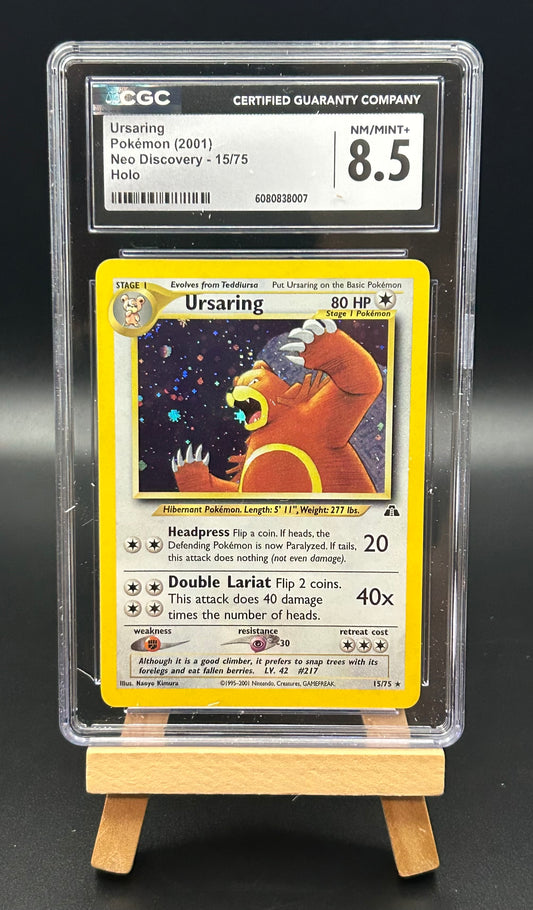 CGC
CERTIFIED GUARANTY COMPANY
Ursaring
Pokémon (2001)
Neo Discovery - 15/75
Holo
NM/MINT+
8.5
6080838007
STAGE 1 Evolves from Teddiursa Put Ursaring on the Basic Pokémon
Ursaring 80 HP
Stage 1 Pokémon
Hibernant Pokémon. Length: 5' 11", Weight: 277 lbs.
Headpress Flip a coin. If heads, the
Defending Pokémon is now Paralyzed. If tails,
this attack does nothing (not even damage).
20
Double Lariat Flip 2 coins.
This attack does 40 damage
times the number of heads.
40x
weakness resistance retreat cost
-30
Although it is a good climber, it prefers to snap trees with its
forelegs and eat fallen berries. LV. 42 #217
Illus. Naoyo Kimura ©1995-2001 Nintendo, Creatures, GAMEFREAK. 15/75 ★